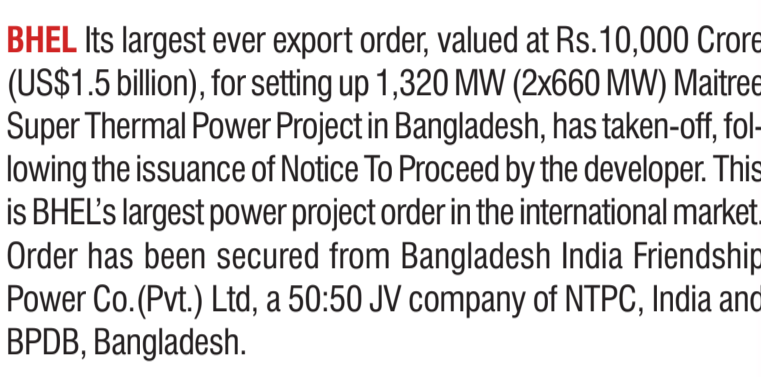 BHEL Its largest ever export order, valued at Rs.10,000 Crore
(US$1.5 billion), for setting up 1,320 MW (2x660 MW) Maitree
Super Thermal Power Project in Bangladesh, has taken-off, fol-
lowing the issuance of Notice To Proceed by the developer. This
is BHEL’s largest power project order in the international market.
Order has been secured from Bangladesh India Friendship
Power Co.(Pvt.) Ltd, a 50:50 JV company of NTPC, India and
BPDB, Bangladesh.